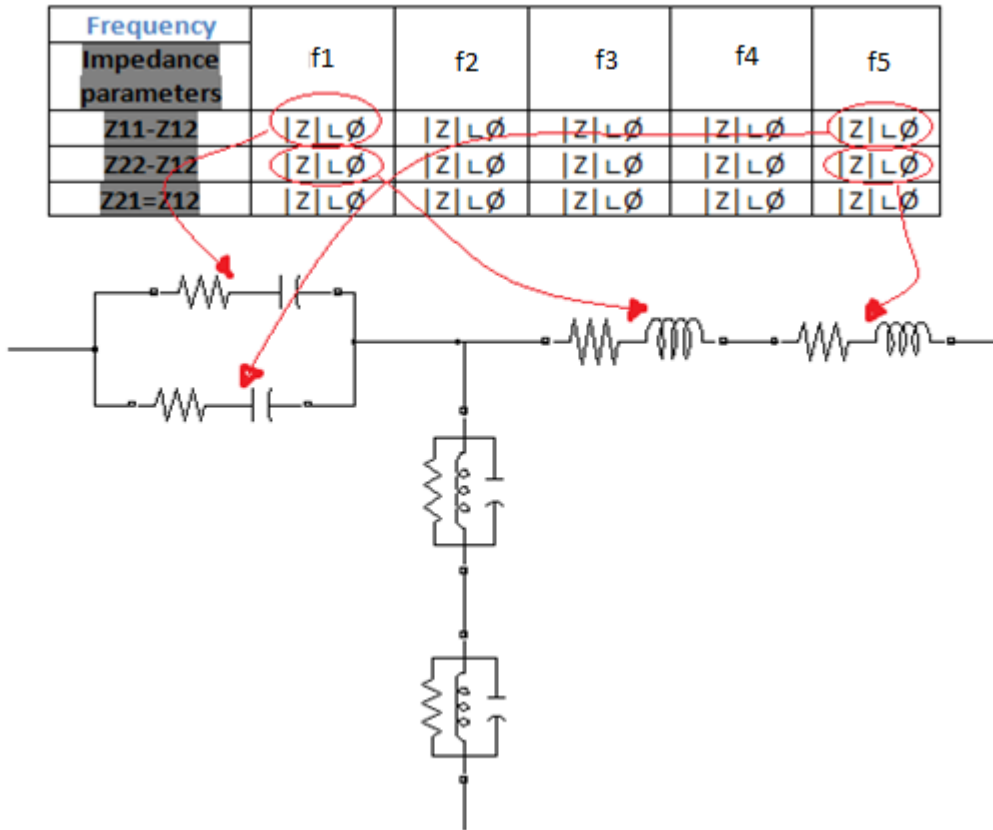 Frequency
Impedance parameters
f1 f2 f3 f4 f5
Z11-Z12 |Z|∟Ø |Z|∟Ø |Z|∟Ø |Z|∟Ø |Z|∟Ø
Z22-Z12 |Z|∟Ø |Z|∟Ø |Z|∟Ø |Z|∟Ø |Z|∟Ø
Z21=Z12 |Z|∟Ø |Z|∟Ø |Z|∟Ø |Z|∟Ø |Z|∟Ø